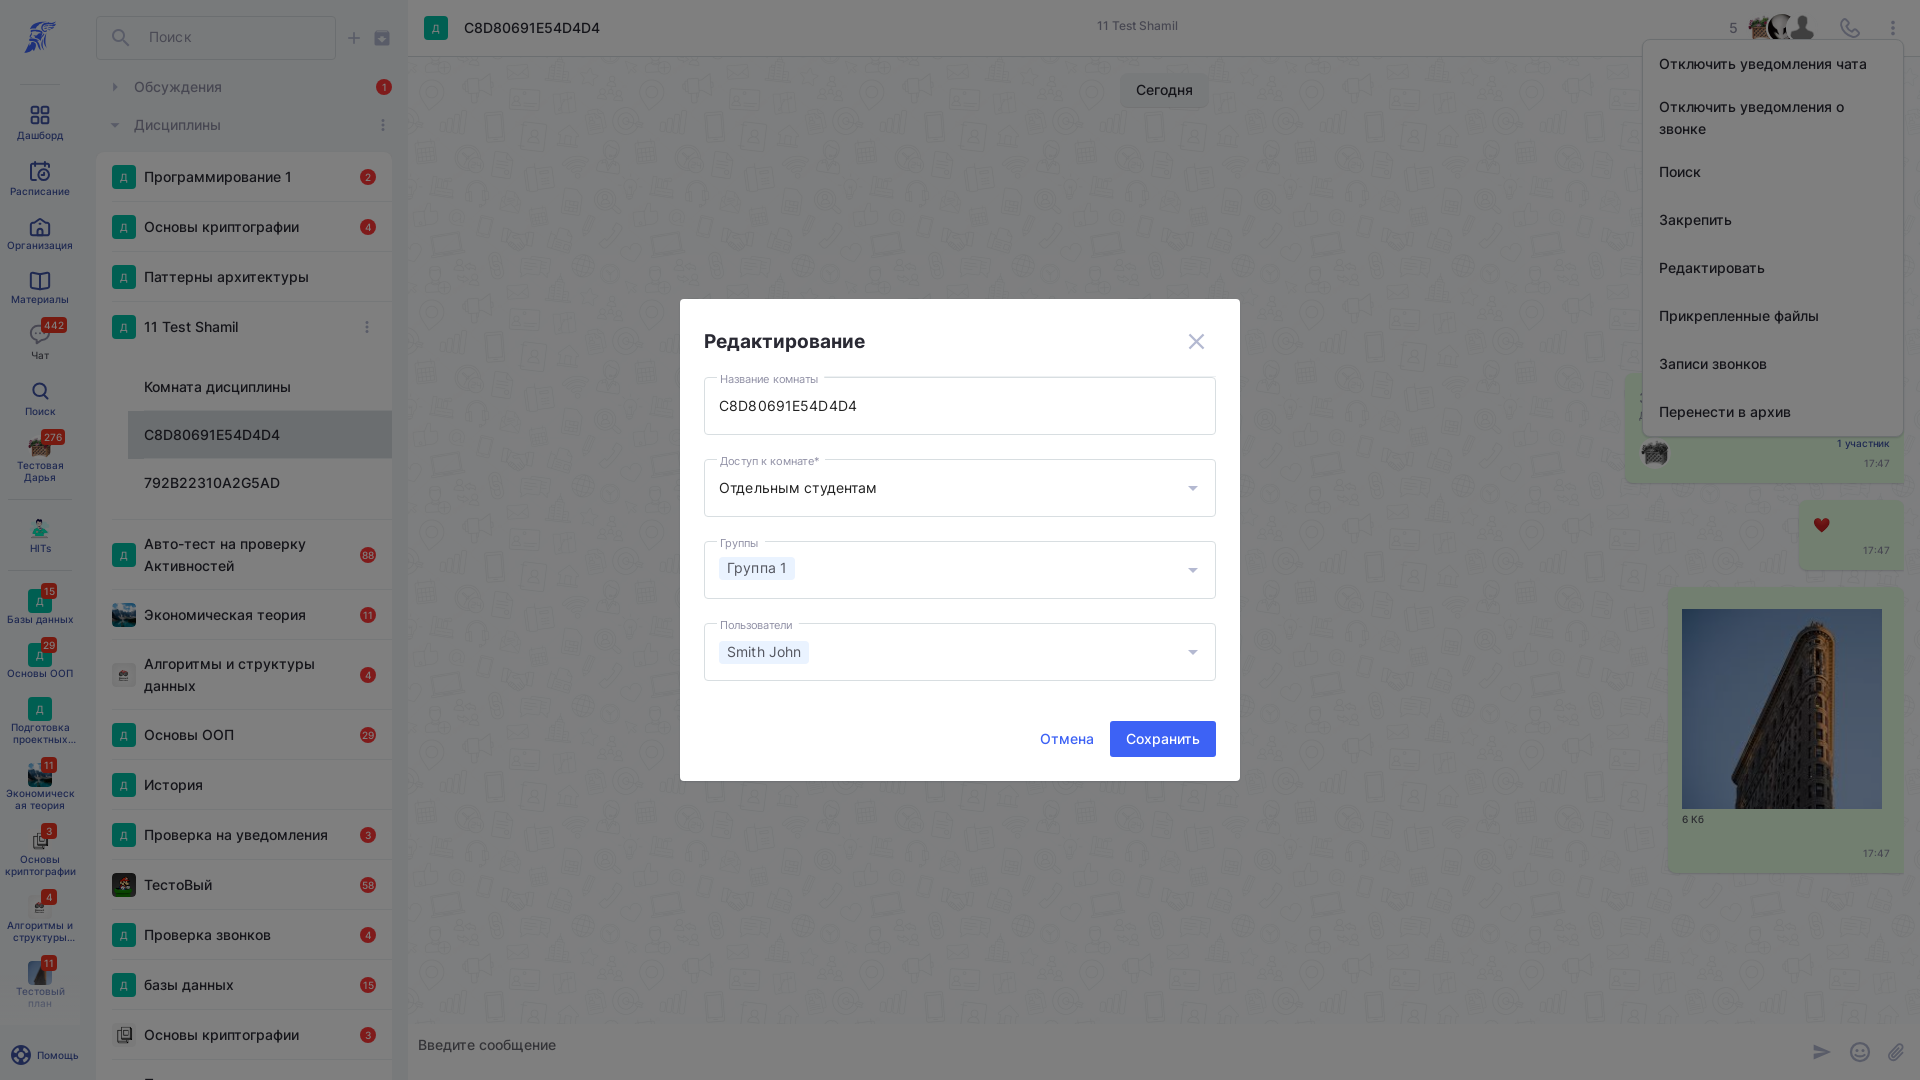 Дашборд
Расписание
Организация
Материалы
442
Чат
Поиск
276
Тестовая
Дарья
HITs
15
Д
Базы данных
29
Д
Основы ООП
Д
Подготовка
проектных...
11
Экономическ
ая теория
3
Основы
криптографии
4
Алгоритмы и
структуры...
11
Тестовый
план
Помощь
Поиск
Обсуждения
1
Дисциплины
Д Программирование 1 2
Д Основы криптографии 4
Д Паттерны архитектуры
Д 11 Test Shamil
Комната дисциплины
C8D80691E54D4D4
792B22310A2G5AD
Д Авто-тест на проверку
Активностей 88
Экономическая теория 11
Алгоритмы и структуры
данных 4
Д Основы ООП 29
Д История
Д Проверка на уведомления 3
ТестоВый 58
Д Проверка звонков 4
Д базы данных 15
Основы криптографии 3
Д C8D80691E54D4D4
11 Test Shamil
5
Сегодня
Отключить уведомления чата
Отключить уведомления о
звонке
Поиск
Закрепить
Редактировать
Прикрепленные файлы
Записи звонков
Перенести в архив
1 участник
17:47
17:47
6 Кб
17:47
Редактирование
Название комнаты
C8D80691E54D4D4
Доступ к комнате*
Отдельным студентам
Группы
Группа 1
Пользователи
Smith John
Отмена
Сохранить
Введите сообщение